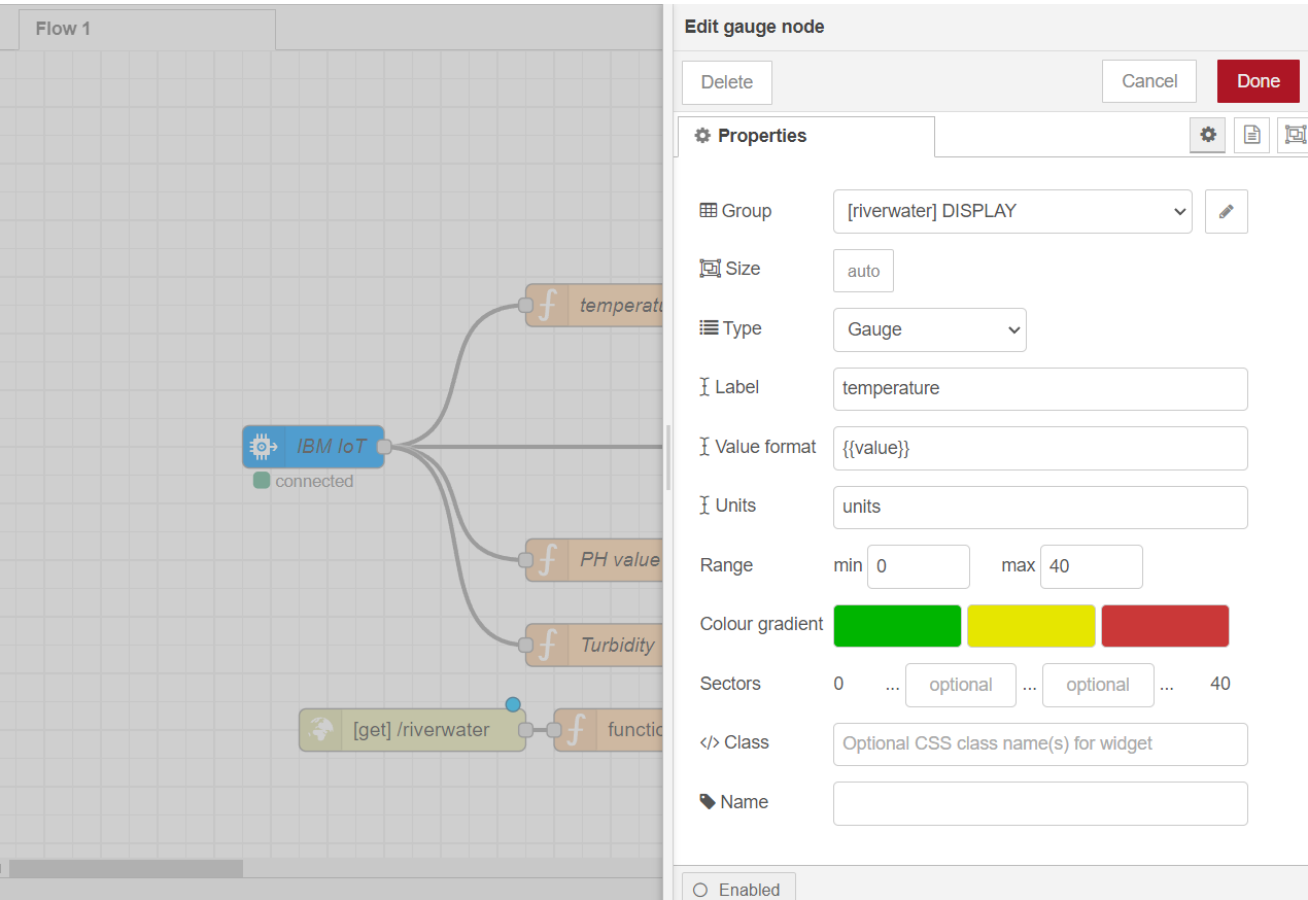 Flow 1
temperatu
IBM IoT
connected
PH value
Turbidity
[get] /riverwater
functio
Edit gauge node
Delete
Cancel
Done
Properties
Group
[riverwater] DISPLAY
Size
auto
Type
Gauge
Label
temperature
Value format
{{value}}
Units
units
Range
min
0
max
40
Colour gradient
Sectors
0
...
optional
...
optional
...
40
</> Class
Optional CSS class name(s) for widget
Name
Enabled